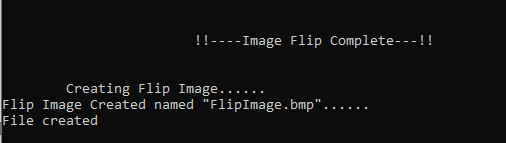 !!----Image Flip Complete---!!
Creating Flip Image......
Flip Image Created named "FlipImage.bmp"......
File created